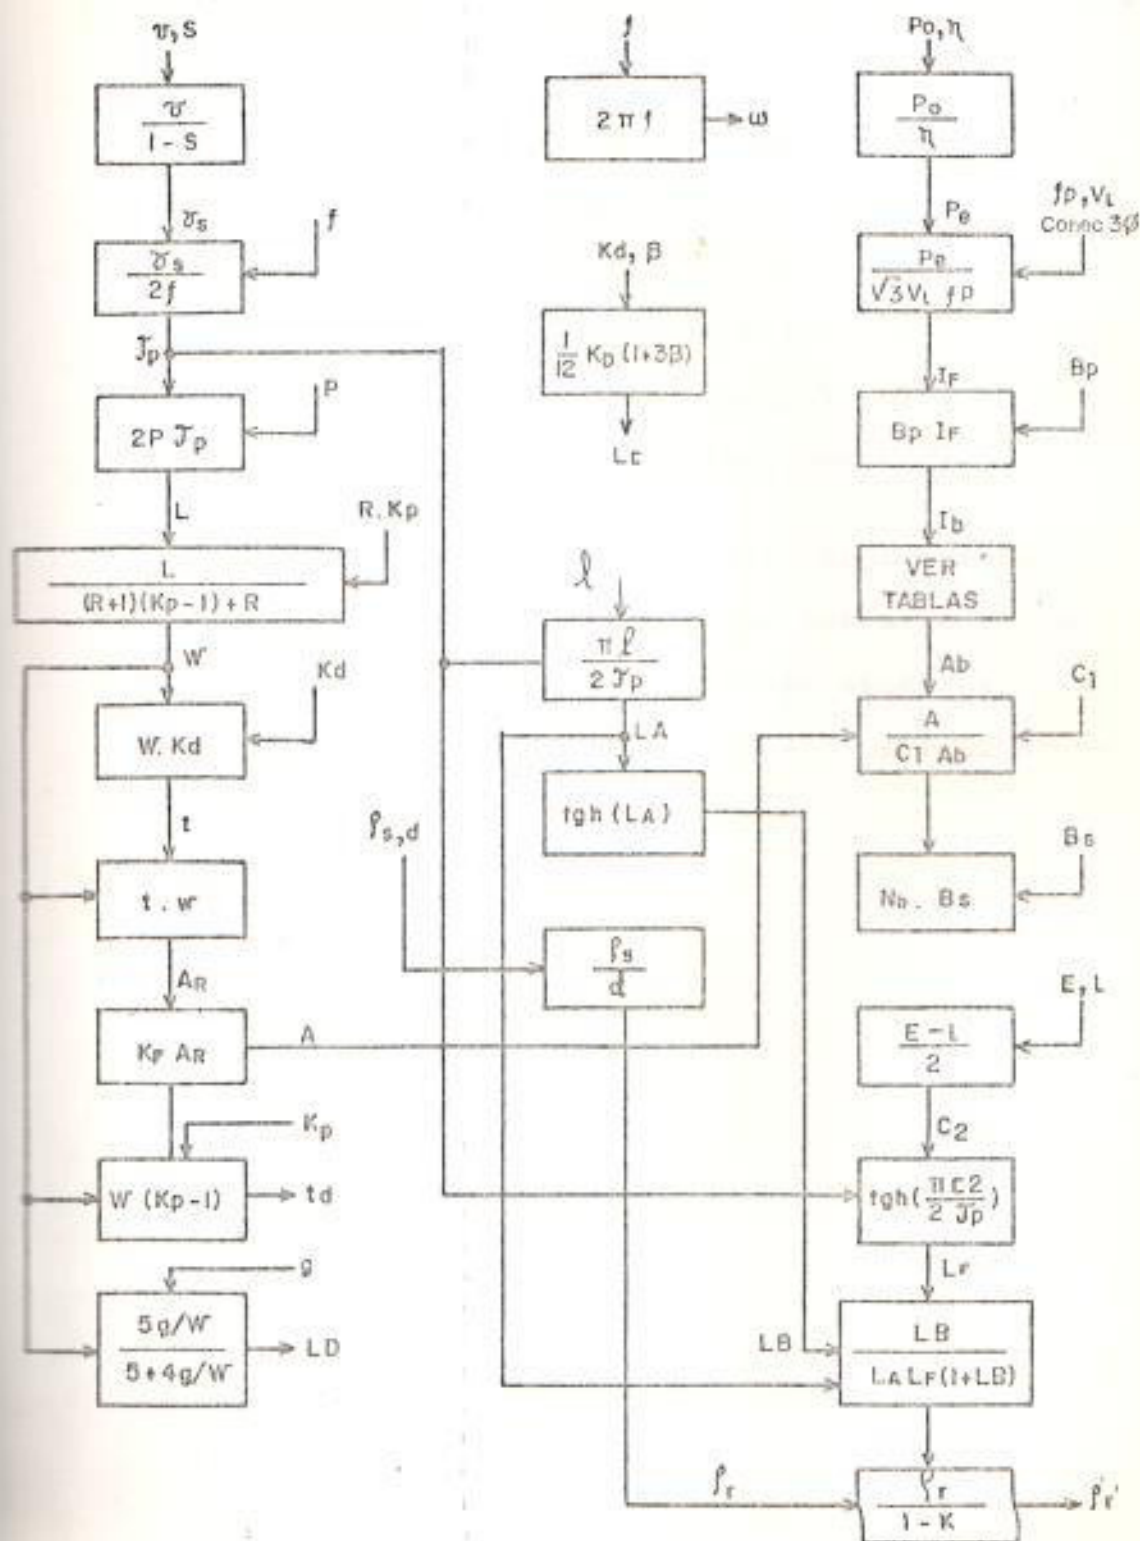 v, S
v
1 - S
vs
f
vs
2f
Jp
P
2P Jp
L
R. Kp
L
(R+1)(Kp-1)+R
W
Kd
W. Kd
t
t . w
AR
KF AR
A
Kp
W (Kp-1)
td
g
5g/W
5+4g/W
LD
f
2 π f
ω
Kd, β
1
12
KD (1+3β)
Lc
l
π l
2 Jp
LA
tgh (LA)
ρs,d
ρs
d
Po, η
Po
η
Pe
fp, VL
Conec 3Ø
Pe
√3 VL fp
IF
Bp
Bp IF
Ib
VER
TABLAS
Ab
C1
A
C1 Ab
Bs
Nb . Bs
E, L
E - L
2
C2
tgh( π C2
2 Jp )
Lr
LB
LB
LA LF (1+LB)
ρr
ρr
1 - K
ρr'